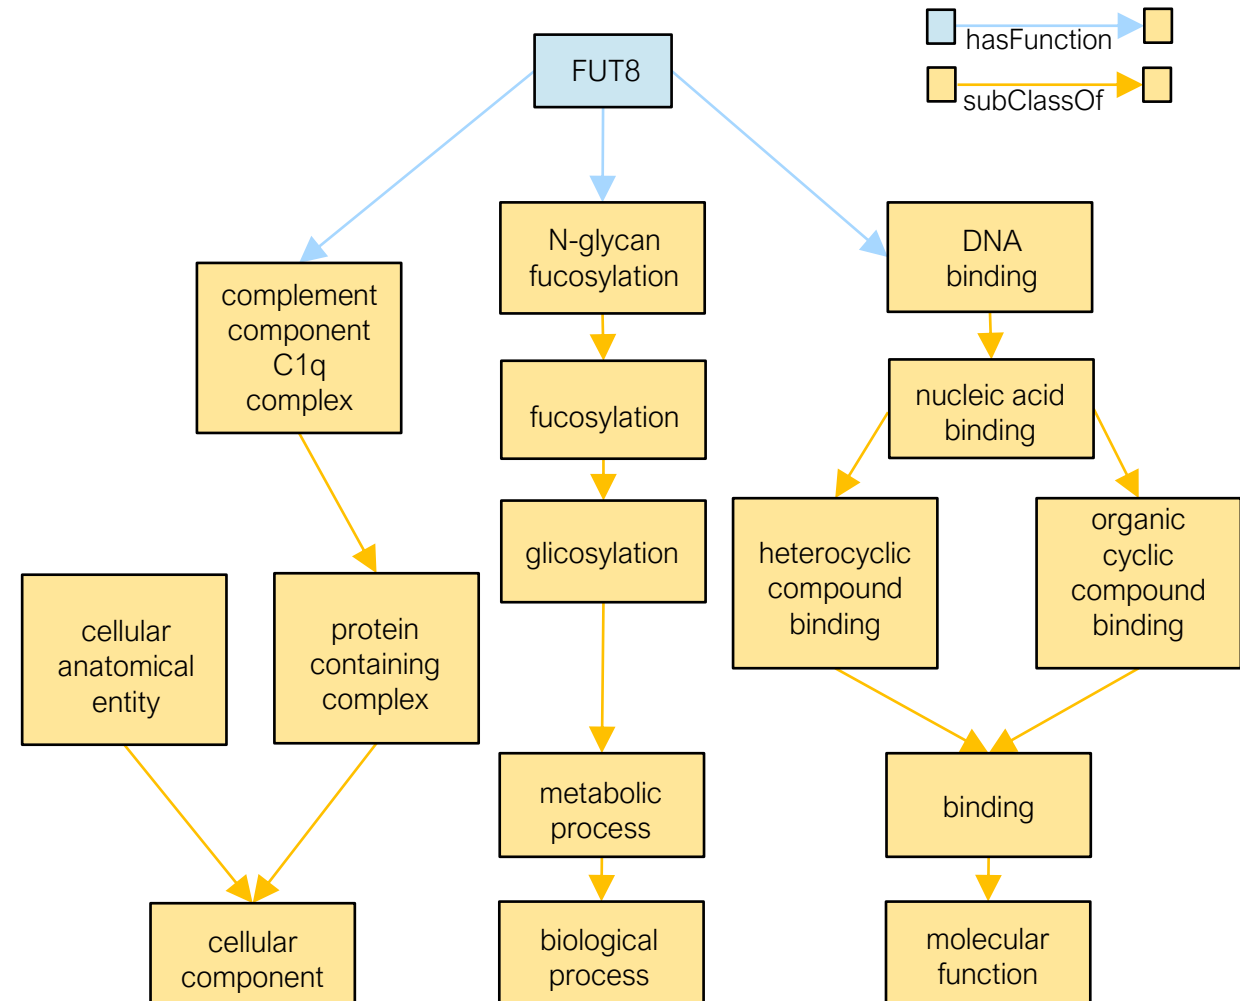 FUT8
hasFunction
subClassOf
complement
component
C1q
complex
N-glycan
fucosylation
DNA
binding
fucosylation
nucleic acid
binding
glicosylation
heterocyclic
compound
binding
organic
cyclic
compound
binding
cellular
anatomical
entity
protein
containing
complex
metabolic
process
binding
cellular
component
biological
process
molecular
function